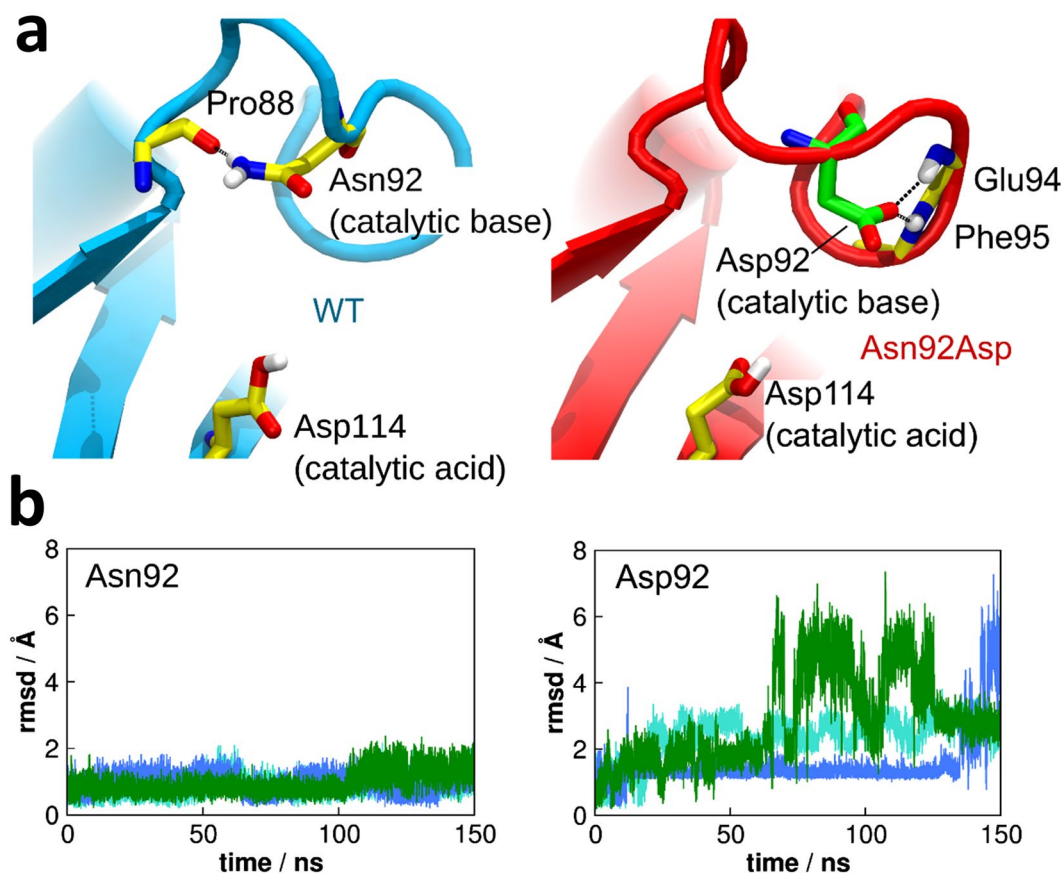 a
Pro88
Asn92
(catalytic base)
WT
Asp114
(catalytic acid)
Glu94
Phe95
Asp92
(catalytic base)
Asn92Asp
Asp114
(catalytic acid)
b
Asn92
rmsd / Å
8
6
4
2
0
0 50 100 150
time / ns
Asp92
rmsd / Å
8
6
4
2
0
0 50 100 150
time / ns